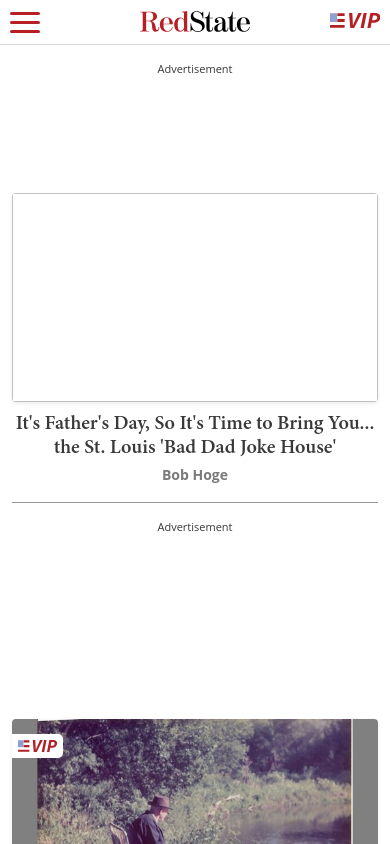 RedState
VIP
Advertisement
It's Father's Day, So It's Time to Bring You...
the St. Louis 'Bad Dad Joke House'
Bob Hoge
Advertisement
VIP